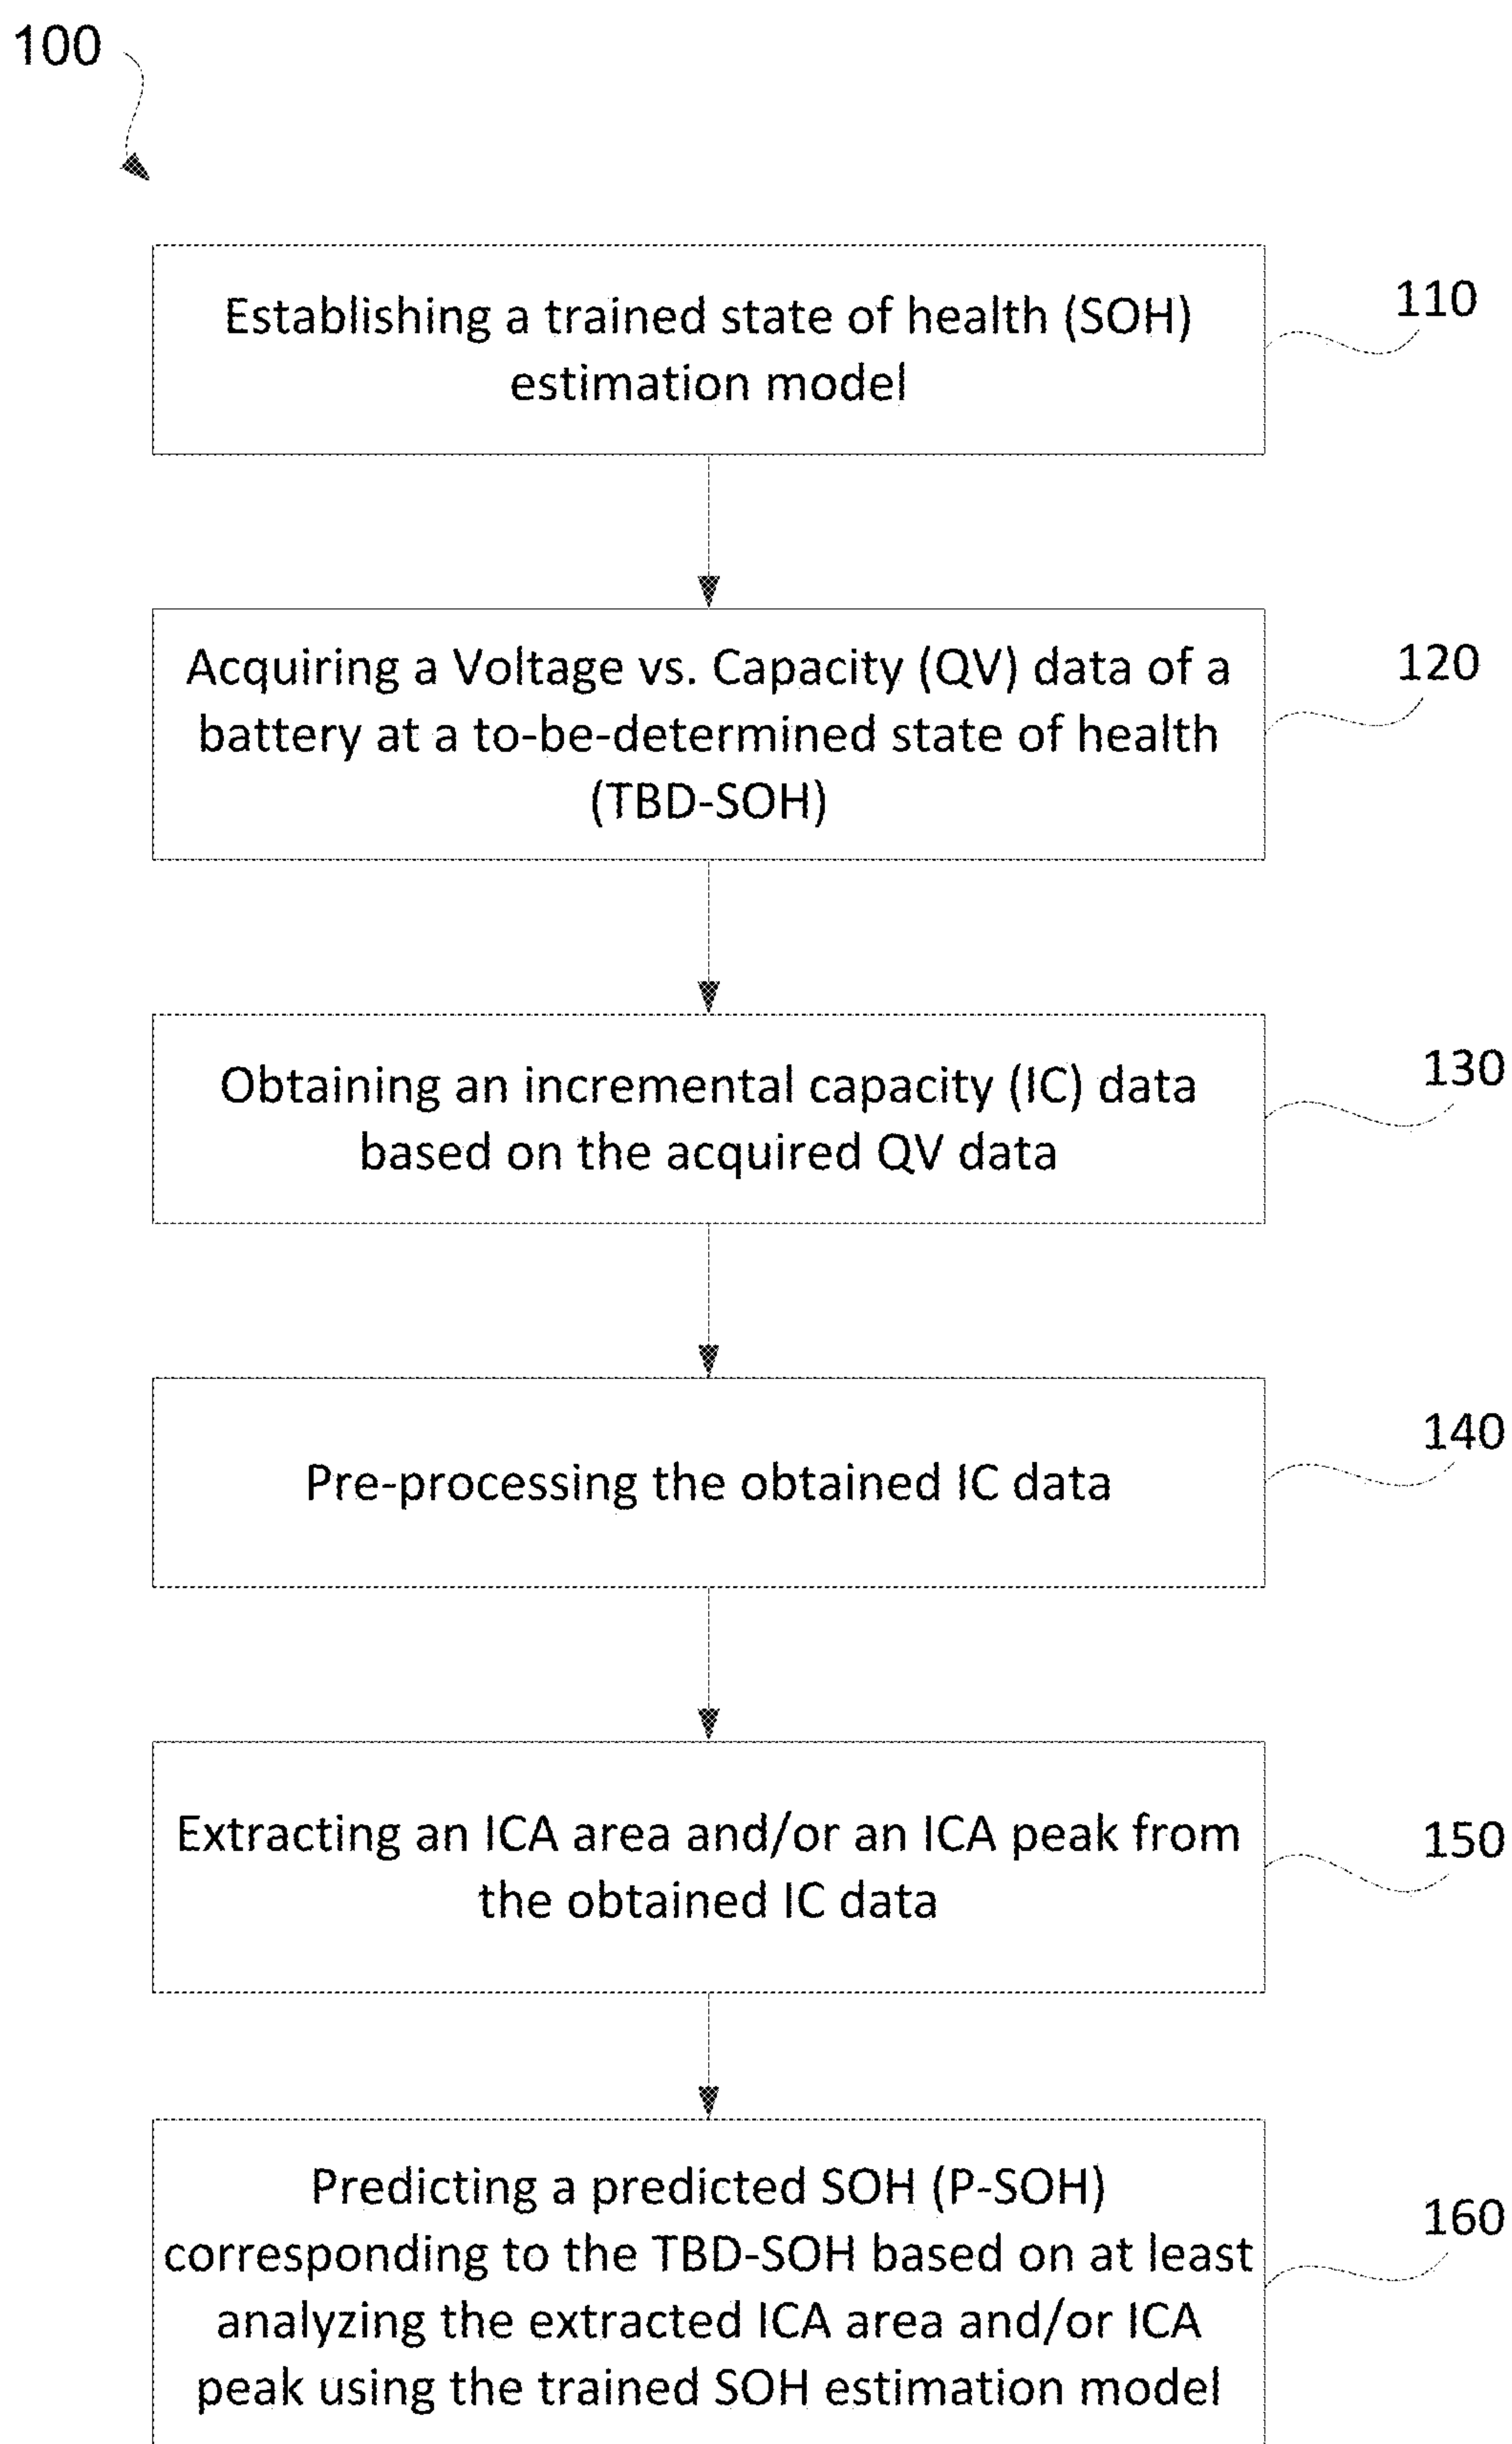 100
Establishing a trained state of health (SOH)
estimation model
110
Acquiring a Voltage vs. Capacity (QV) data of a
battery at a to-be-determined state of health
(TBD-SOH)
120
Obtaining an incremental capacity (IC) data
based on the acquired QV data
130
Pre-processing the obtained IC data
140
Extracting an ICA area and/or an ICA peak from
the obtained IC data
150
Predicting a predicted SOH (P-SOH)
corresponding to the TBD-SOH based on at least
analyzing the extracted ICA area and/or ICA
peak using the trained SOH estimation model
160